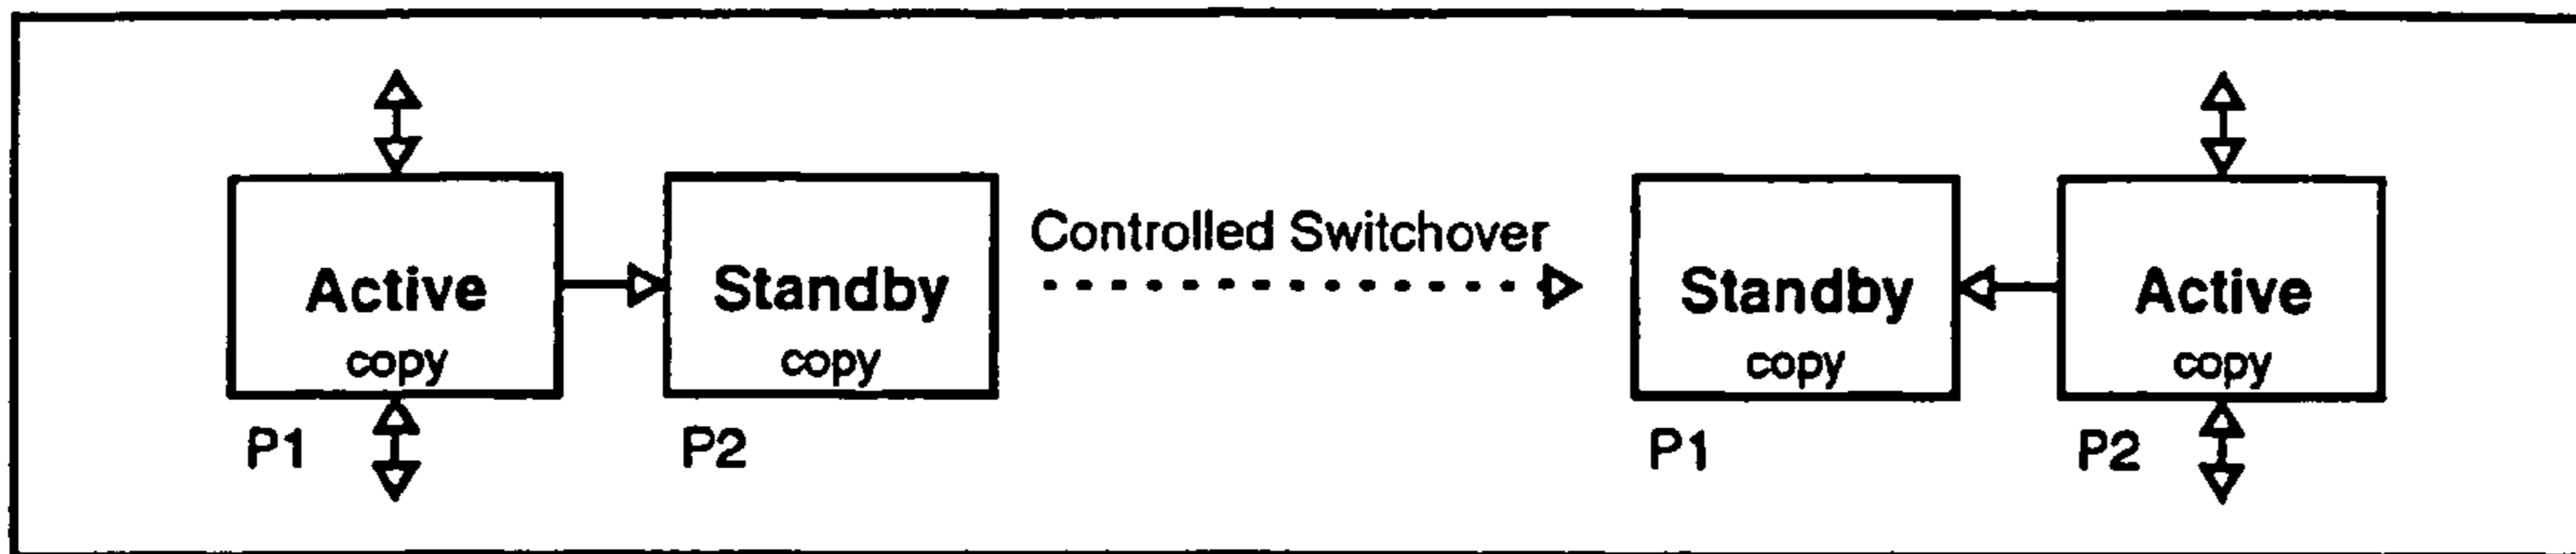 Controlled Switchover
Active
copy
Standby
copy
Standby
copy
Active
copy
P1
P2
P1
P2